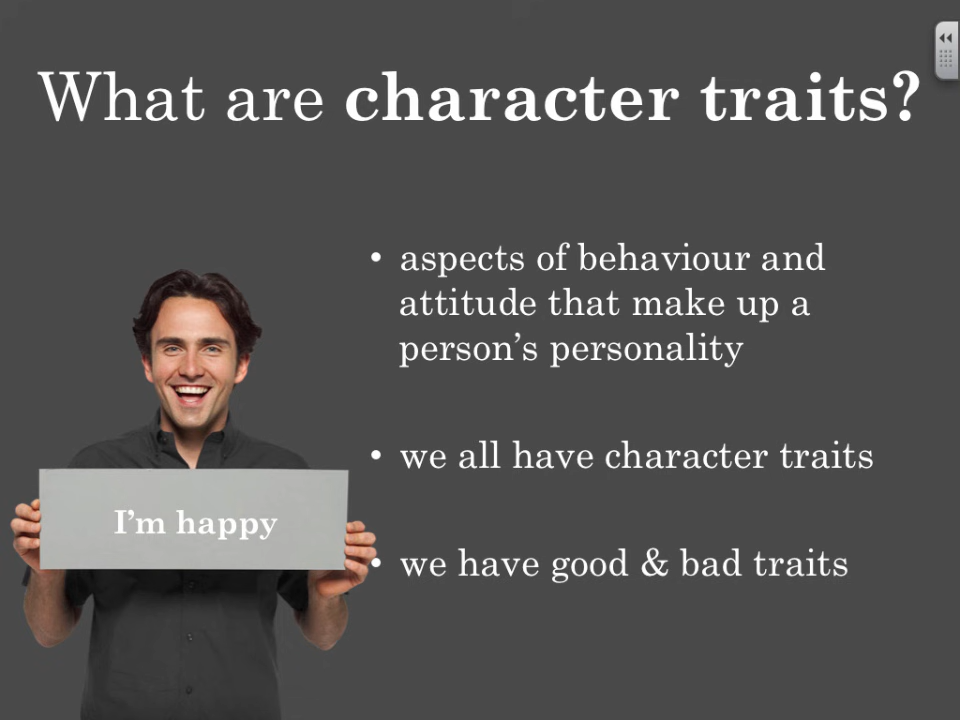 What are character traits?
• aspects of behaviour and
attitude that make up a
person’s personality
• we all have character traits
• we have good & bad traits
I’m happy